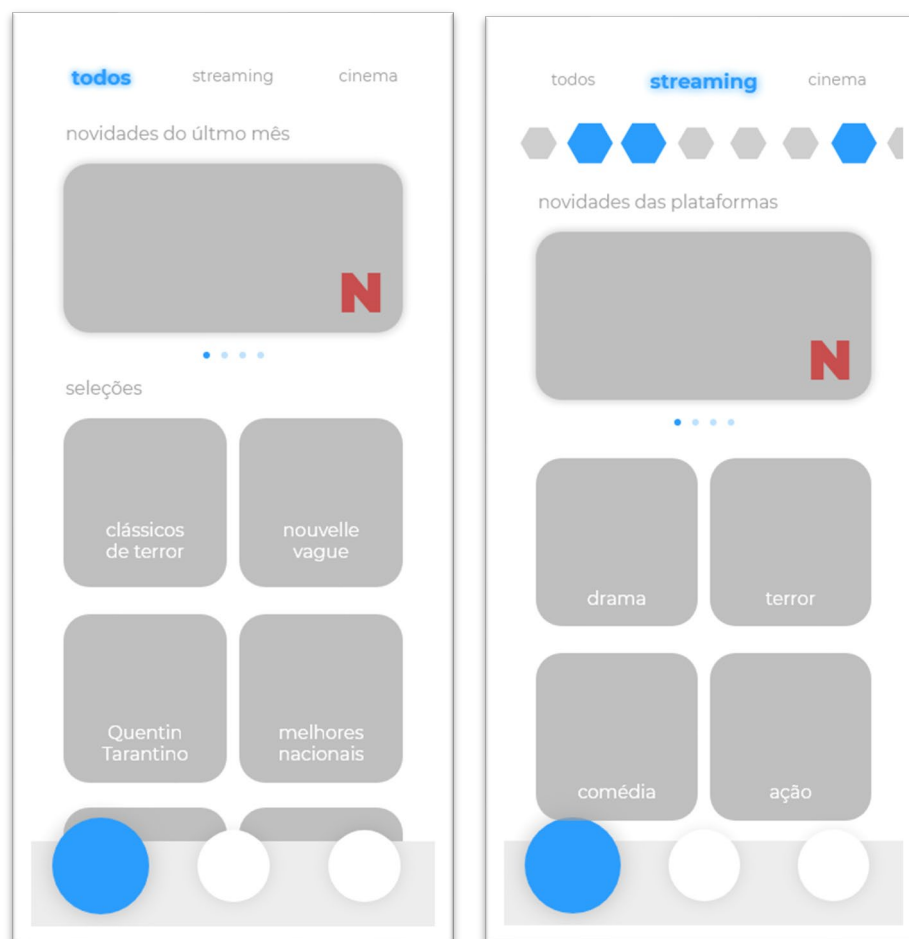 todos streaming cinema
novidades do últmo mês
N
seleções
clássicos
de terror
nouvelle
vague
Quentin
Tarantino
melhores
nacionais
todos streaming cinema
novidades das plataformas
N
drama
terror
comédia
ação